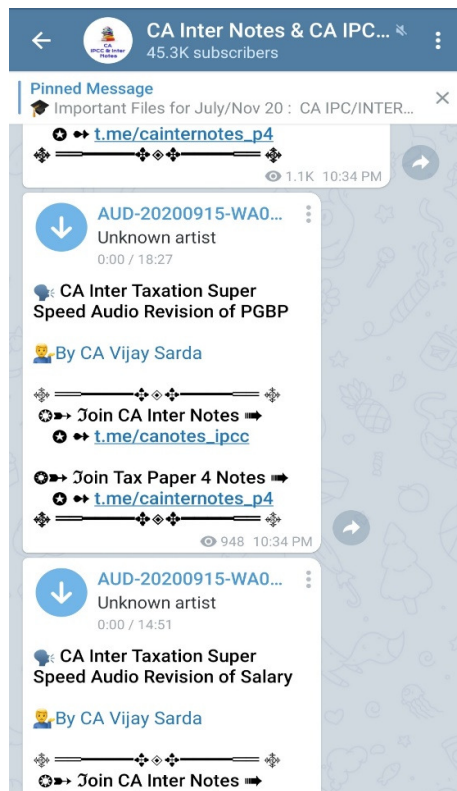 CA Inter Notes & CA IPC...
45.3K subscribers
CA
IPCC & Inter
Notes
Pinned Message
🎓 Important Files for July/Nov 20 : CA IPC/INTER...
✪ ➻ t.me/cainternotes_p4
1.1K 10:34 PM
AUD-20200915-WA0...
Unknown artist
0:00 / 18:27
🗣 CA Inter Taxation Super
Speed Audio Revision of PGBP
👨‍💼By CA Vijay Sarda
Join CA Inter Notes ➠
✪ ➻ t.me/canotes_ipcc
Join Tax Paper 4 Notes ➠
✪ ➻ t.me/cainternotes_p4
948 10:34 PM
AUD-20200915-WA0...
Unknown artist
0:00 / 14:51
🗣 CA Inter Taxation Super
Speed Audio Revision of Salary
👨‍💼By CA Vijay Sarda
Join CA Inter Notes ➠